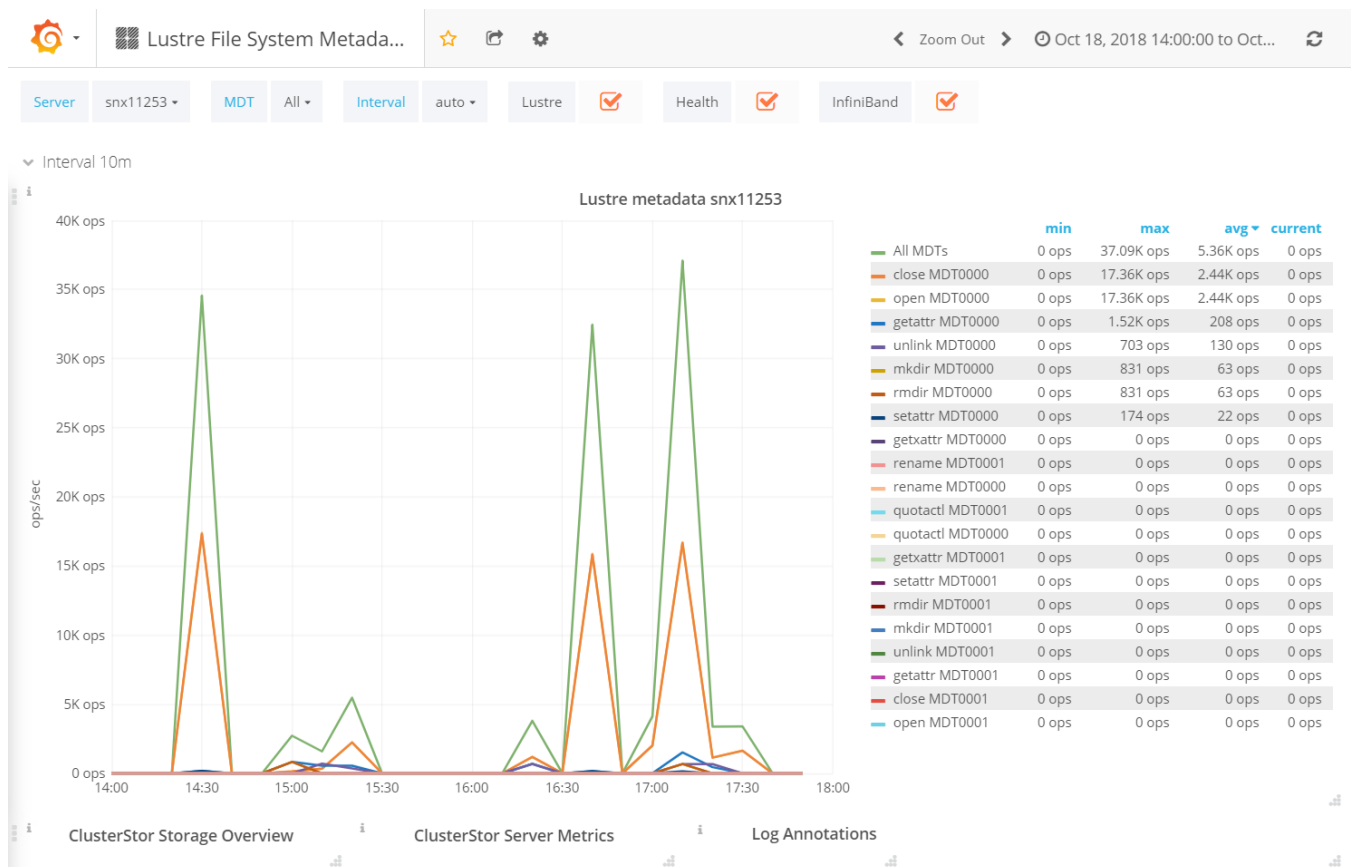 Lustre File System Metada...
Zoom Out
Oct 18, 2018 14:00:00 to Oct...
Server snx11253 MDT All Interval auto Lustre Health InfiniBand
Interval 10m
Lustre metadata snx11253
ops/sec
40K ops
35K ops
30K ops
25K ops
20K ops
15K ops
10K ops
5K ops
0 ops
14:00 14:30 15:00 15:30 16:00 16:30 17:00 17:30 18:00
min max avg current
All MDTs 0 ops 37.09K ops 5.36K ops 0 ops
close MDT0000 0 ops 17.36K ops 2.44K ops 0 ops
open MDT0000 0 ops 17.36K ops 2.44K ops 0 ops
getattr MDT0000 0 ops 1.52K ops 208 ops 0 ops
unlink MDT0000 0 ops 703 ops 130 ops 0 ops
mkdir MDT0000 0 ops 831 ops 63 ops 0 ops
rmdir MDT0000 0 ops 831 ops 63 ops 0 ops
setattr MDT0000 0 ops 174 ops 22 ops 0 ops
getxattr MDT0000 0 ops 0 ops 0 ops 0 ops
rename MDT0001 0 ops 0 ops 0 ops 0 ops
rename MDT0000 0 ops 0 ops 0 ops 0 ops
quotactl MDT0001 0 ops 0 ops 0 ops 0 ops
quotactl MDT0000 0 ops 0 ops 0 ops 0 ops
getxattr MDT0001 0 ops 0 ops 0 ops 0 ops
setattr MDT0001 0 ops 0 ops 0 ops 0 ops
rmdir MDT0001 0 ops 0 ops 0 ops 0 ops
mkdir MDT0001 0 ops 0 ops 0 ops 0 ops
unlink MDT0001 0 ops 0 ops 0 ops 0 ops
getattr MDT0001 0 ops 0 ops 0 ops 0 ops
close MDT0001 0 ops 0 ops 0 ops 0 ops
open MDT0001 0 ops 0 ops 0 ops 0 ops
ClusterStor Storage Overview
ClusterStor Server Metrics
Log Annotations